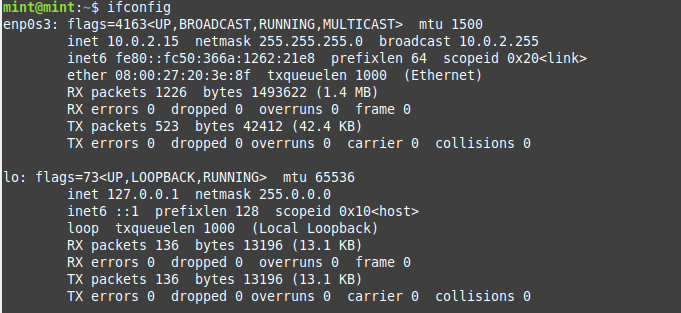 mint@mint:~$ ifconfig
enp0s3: flags=4163<UP,BROADCAST,RUNNING,MULTICAST>  mtu 1500
        inet 10.0.2.15  netmask 255.255.255.0  broadcast 10.0.2.255
        inet6 fe80::fc50:366a:1262:21e8  prefixlen 64  scopeid 0x20<link>
        ether 08:00:27:20:3e:8f  txqueuelen 1000  (Ethernet)
        RX packets 1226  bytes 1493622 (1.4 MB)
        RX errors 0  dropped 0  overruns 0  frame 0
        TX packets 523  bytes 42412 (42.4 KB)
        TX errors 0  dropped 0 overruns 0  carrier 0  collisions 0

lo: flags=73<UP,LOOPBACK,RUNNING>  mtu 65536
        inet 127.0.0.1  netmask 255.0.0.0
        inet6 ::1  prefixlen 128  scopeid 0x10<host>
        loop  txqueuelen 1000  (Local Loopback)
        RX packets 136  bytes 13196 (13.1 KB)
        RX errors 0  dropped 0  overruns 0  frame 0
        TX packets 136  bytes 13196 (13.1 KB)
        TX errors 0  dropped 0 overruns 0  carrier 0  collisions 0